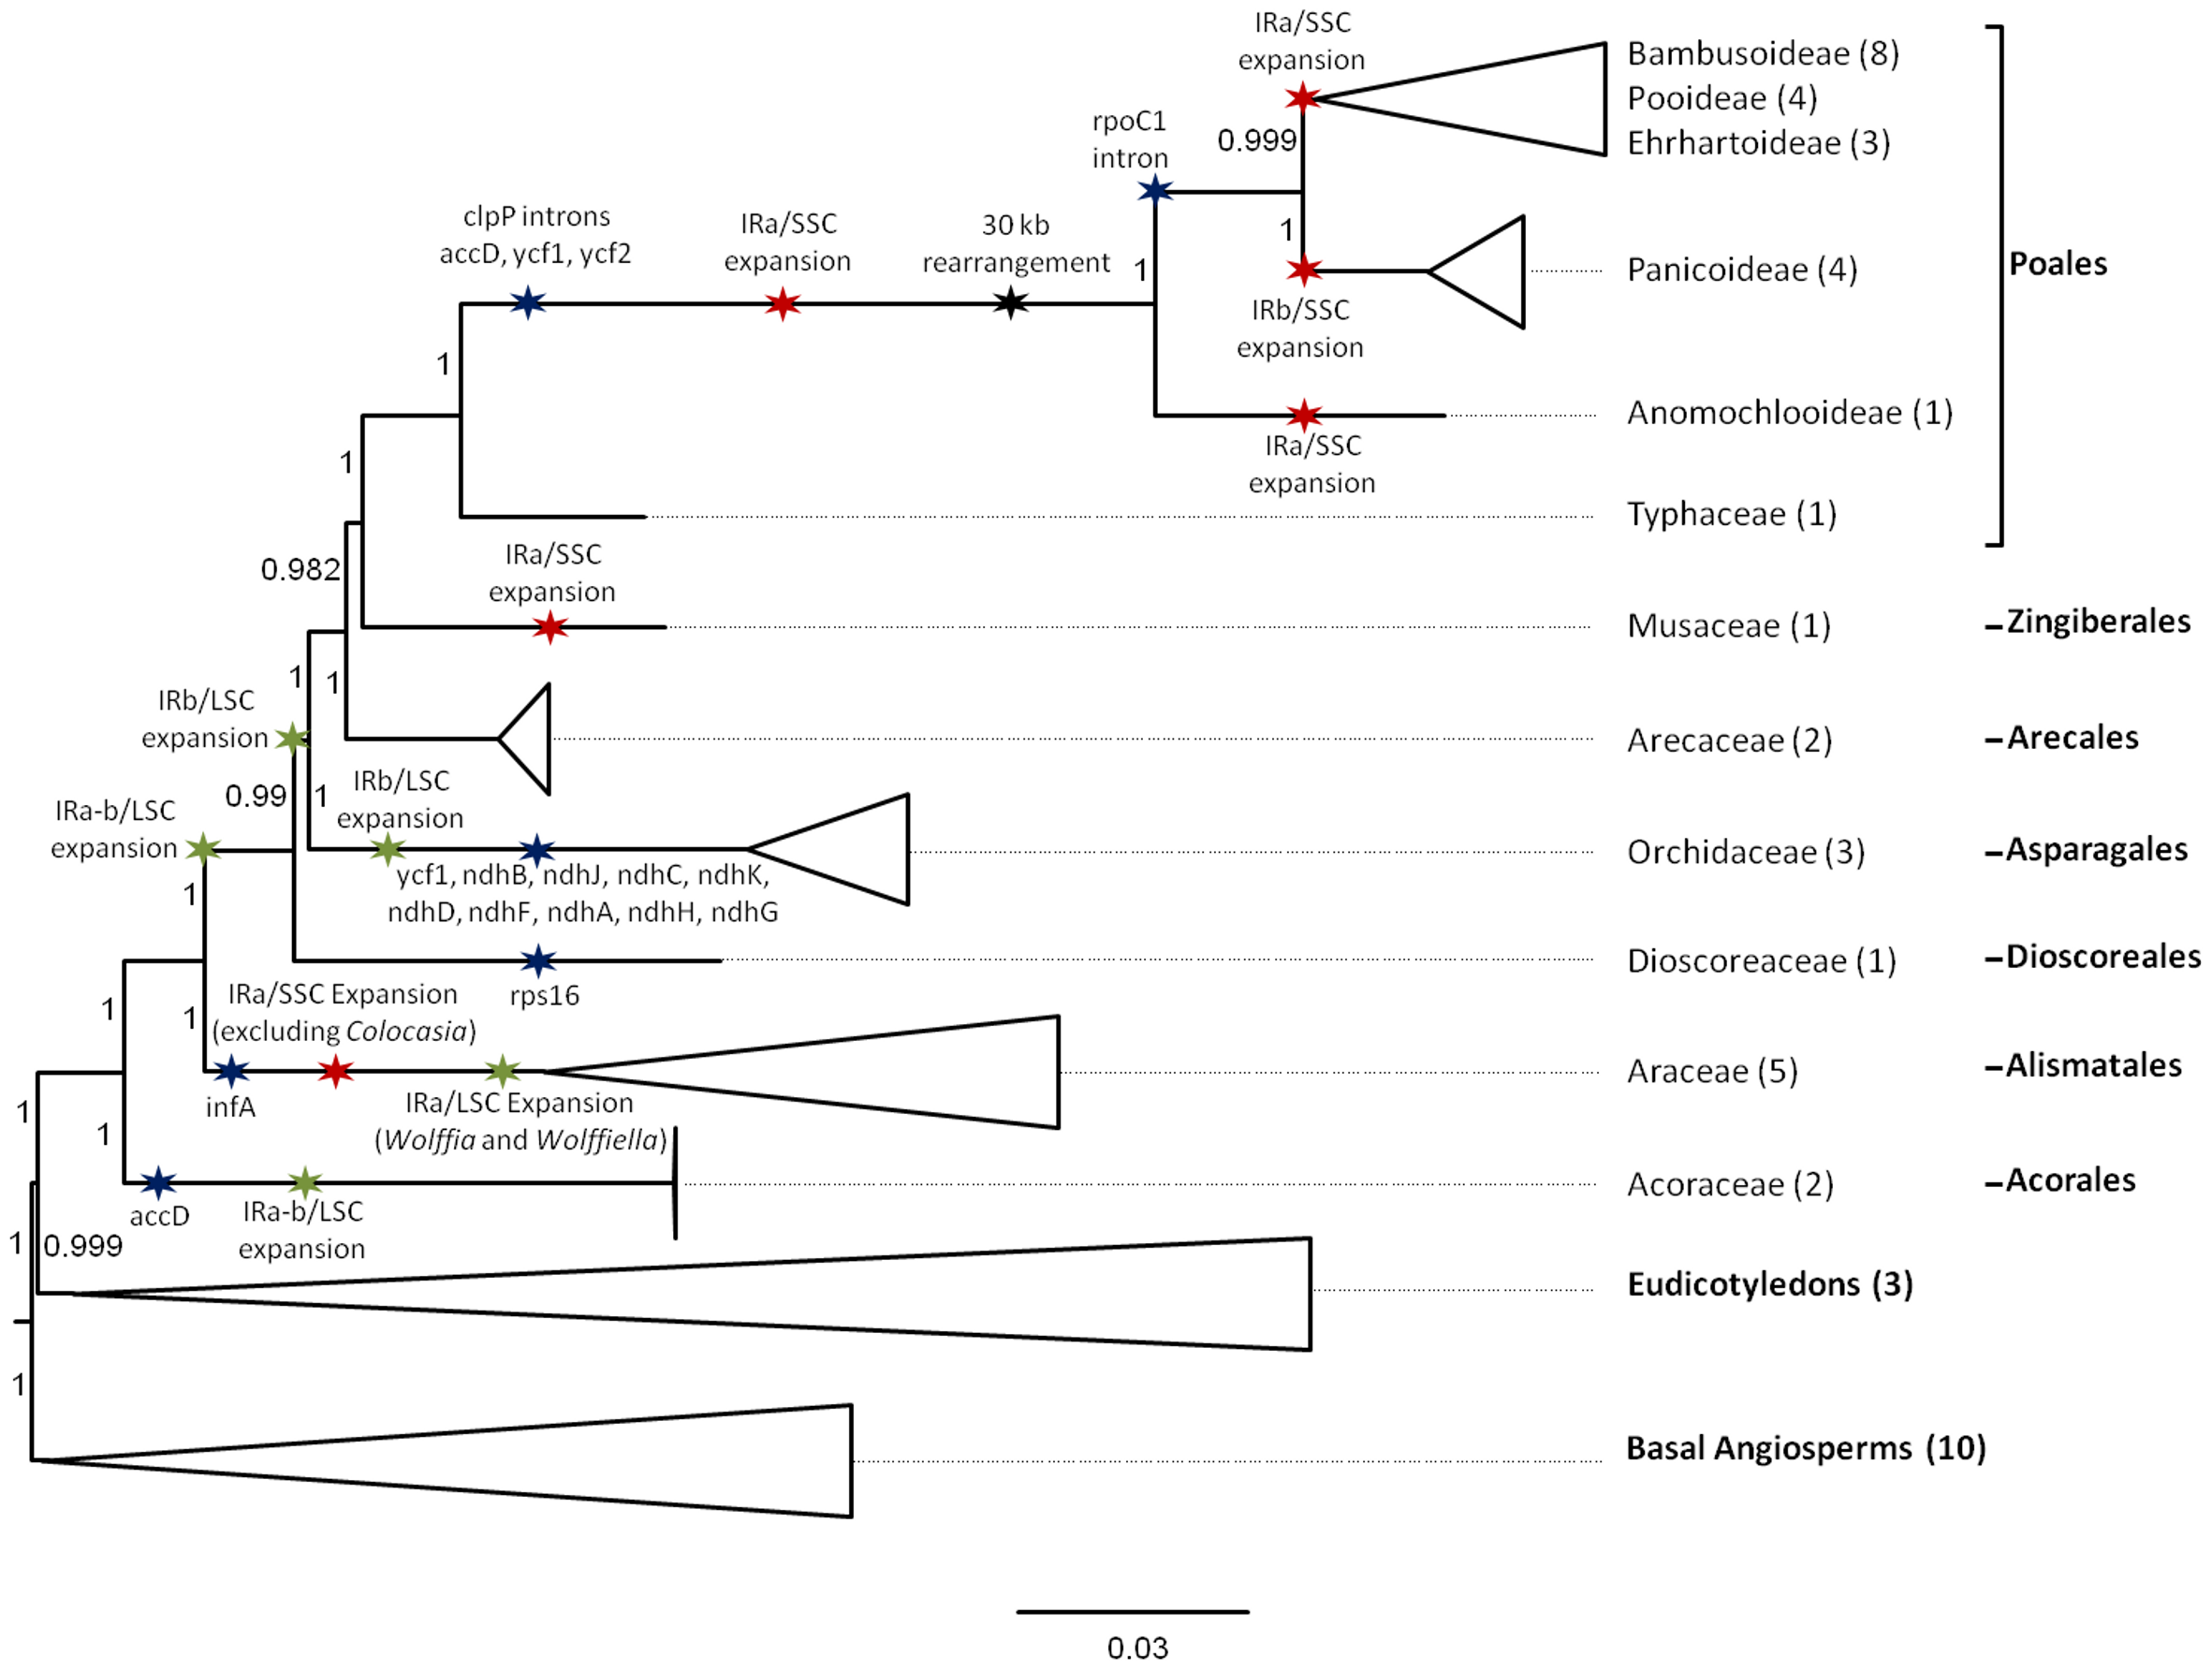 IRa/SSC
expansion
Bambusoideae (8)
Pooideae (4)
Ehrhartoideae (3)
0.999
rpoC1
intron
1
Panicoideae (4)
Poales
IRb/SSC
expansion
clpP introns
accD, ycf1, ycf2
IRa/SSC
expansion
30 kb
rearrangement
1
1
Anomochlooideae (1)
IRa/SSC
expansion
1
Typhaceae (1)
0.982
IRa/SSC
expansion
Musaceae (1)
Zingiberales
1
1
IRb/LSC
expansion
Arecaceae (2)
Arecales
0.99
1
IRb/LSC
expansion
IRa-b/LSC
expansion
Orchidaceae (3)
Asparagales
ycf1, ndhB, ndhJ, ndhC, ndhK,
ndhD, ndhF, ndhA, ndhH, ndhG
1
Dioscoreaceae (1)
Dioscoreales
rps16
1
1
IRa/SSC Expansion
(excluding Colocasia)
Araceae (5)
Alismatales
infA
IRa/LSC Expansion
(Wolffia and Wolffiella)
1
1
Acoraceae (2)
Acorales
accD
IRa-b/LSC
expansion
1
0.999
Eudicotyledons (3)
1
Basal Angiosperms (10)
0.03